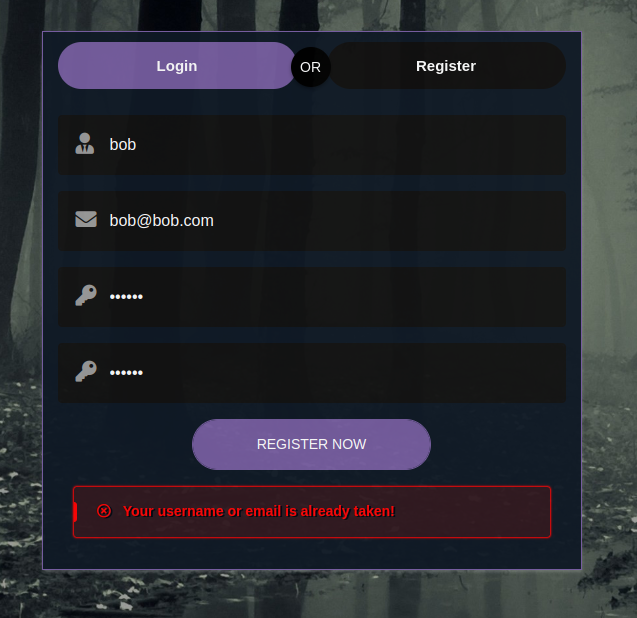 Login OR Register
bob
bob@bob.com
••••••
••••••
REGISTER NOW
Your username or email is already taken!